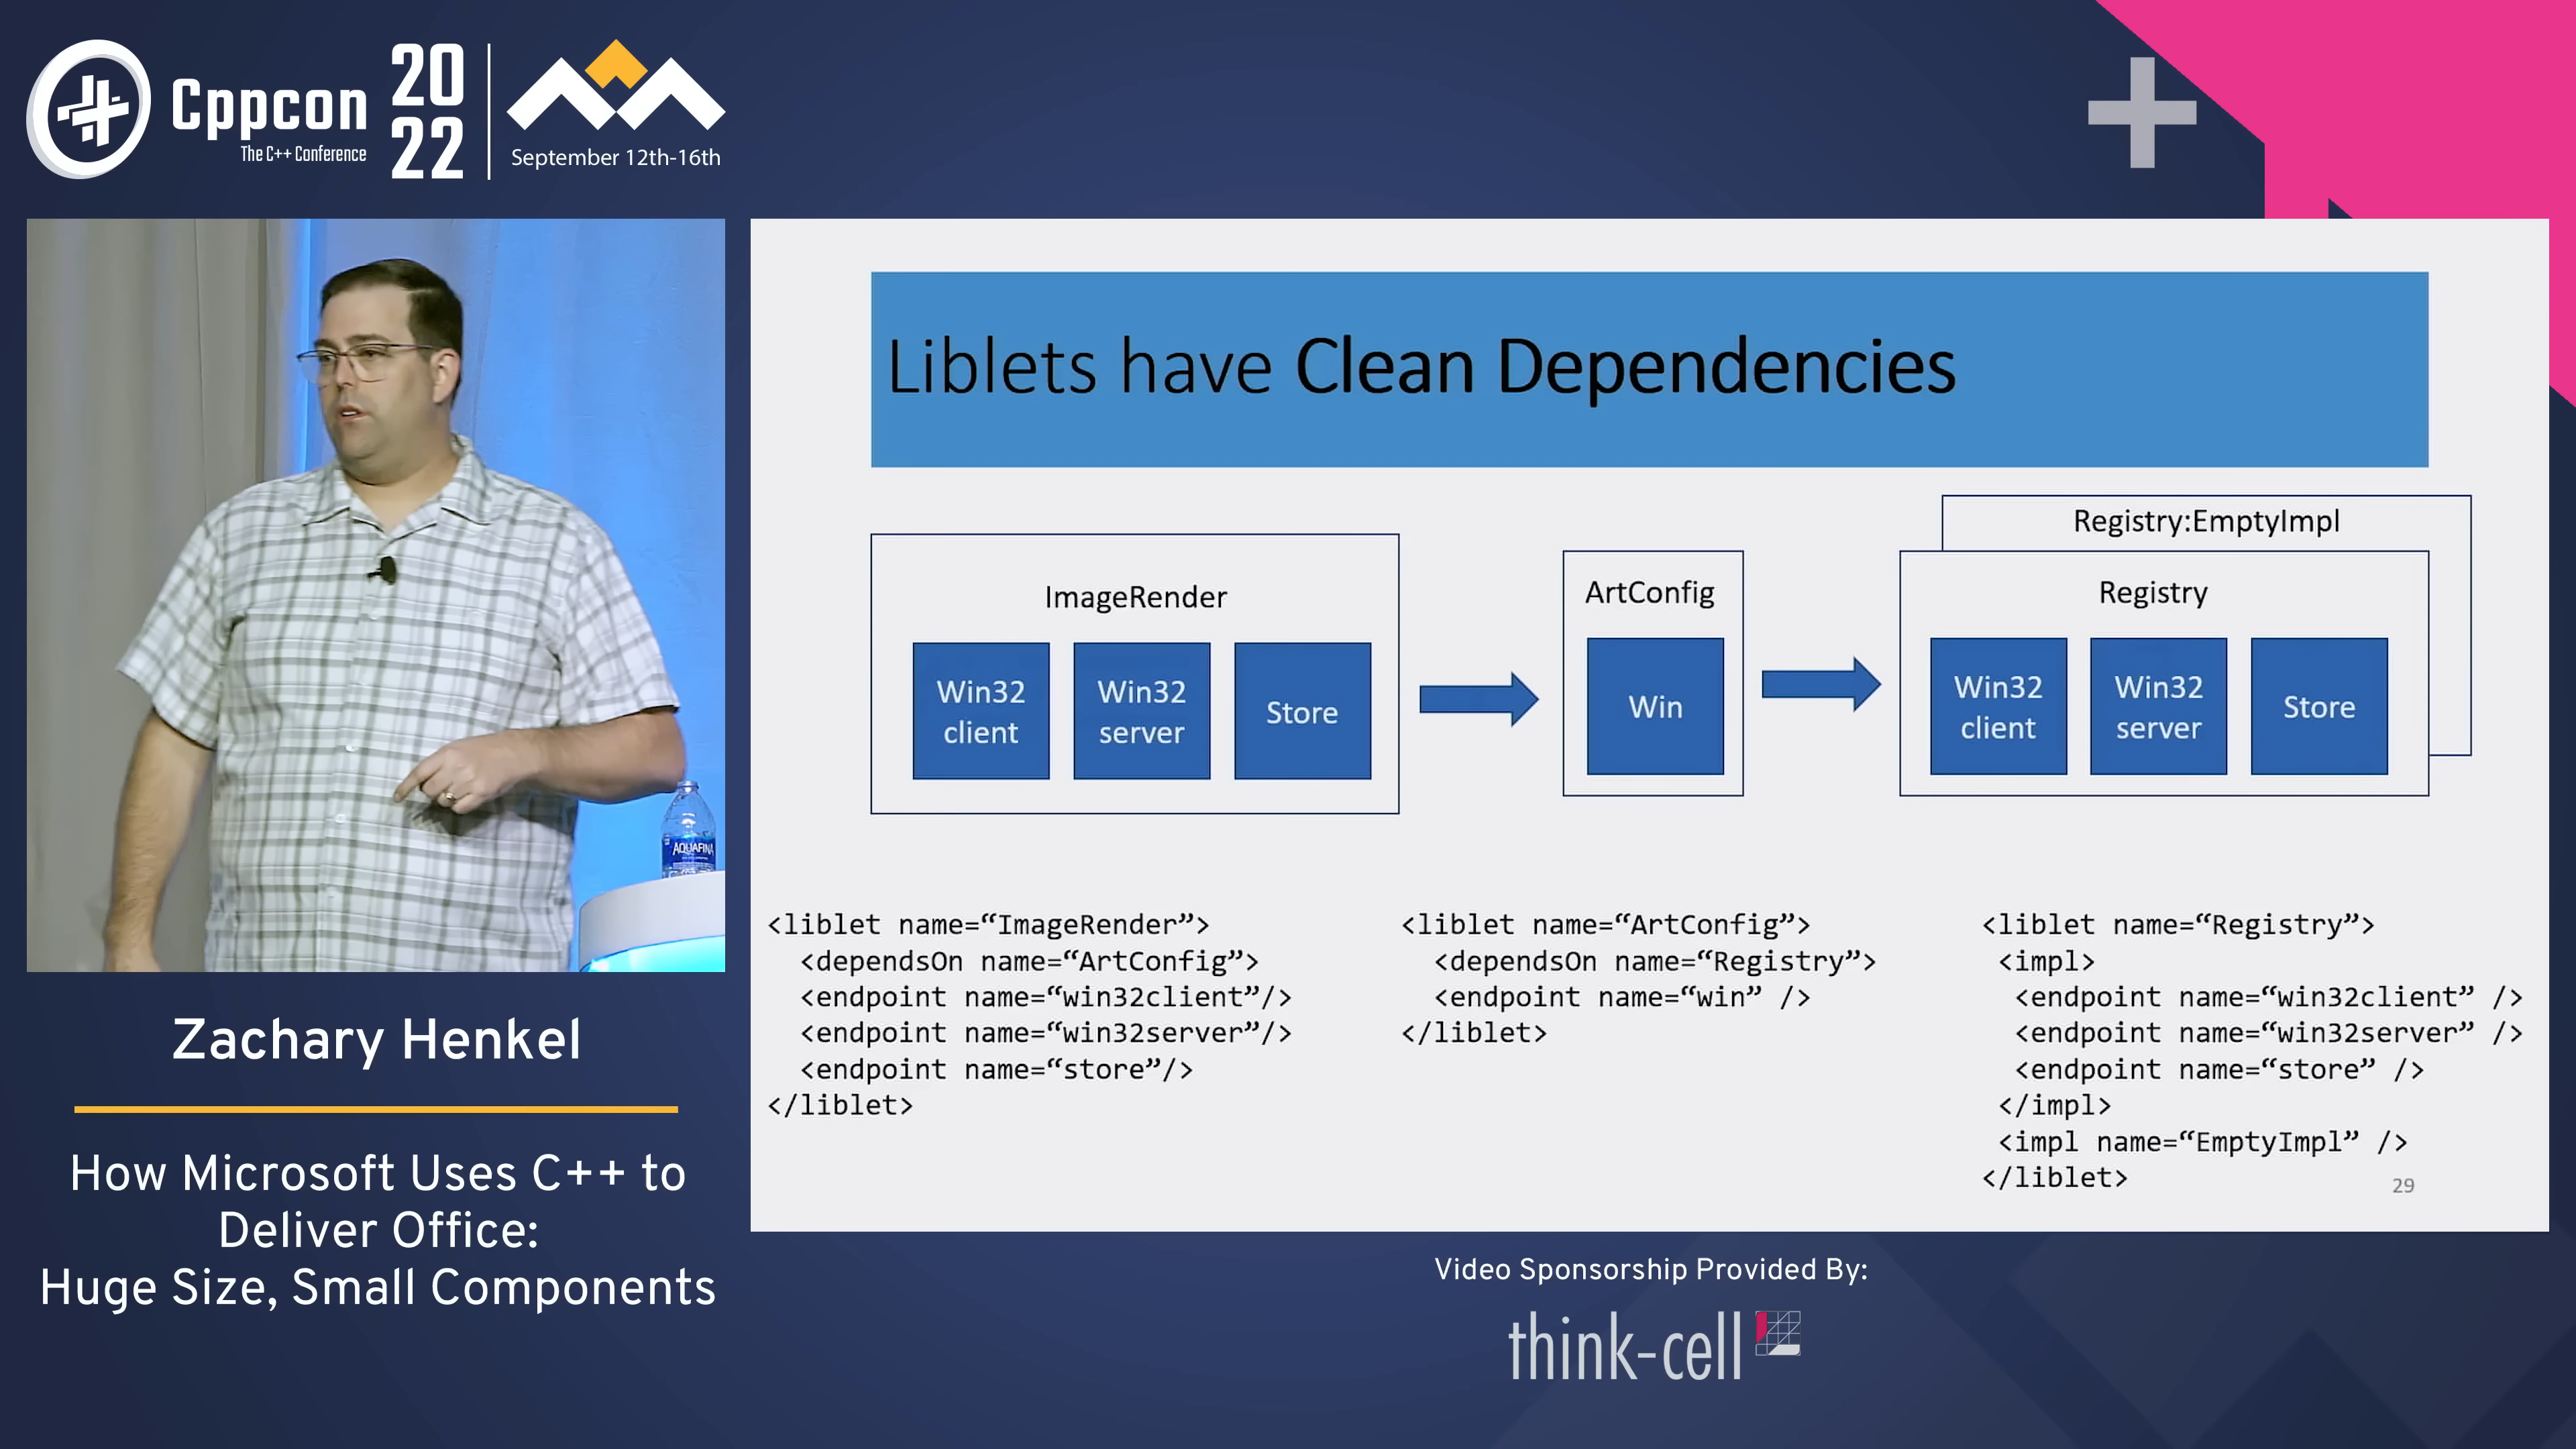 Cppcon
The C++ Conference
20
22
September 12th-16th
AQUAFINA
Zachary Henkel
How Microsoft Uses C++ to
Deliver Office:
Huge Size, Small Components
Liblets have Clean Dependencies
ImageRender
Win32
client
Win32
server
Store
ArtConfig
Win
Registry:EmptyImpl
Registry
Win32
client
Win32
server
Store
<liblet name=“ImageRender”>
<dependsOn name=“ArtConfig”>
<endpoint name=“win32client”/>
<endpoint name=“win32server”/>
<endpoint name=“store”/>
</liblet>
<liblet name=“ArtConfig”>
<dependsOn name=“Registry”>
<endpoint name=“win” />
</liblet>
<liblet name=“Registry”>
<impl>
<endpoint name=“win32client” />
<endpoint name=“win32server” />
<endpoint name=“store” />
</impl>
<impl name=“EmptyImpl” />
</liblet>
29
Video Sponsorship Provided By:
think-cell